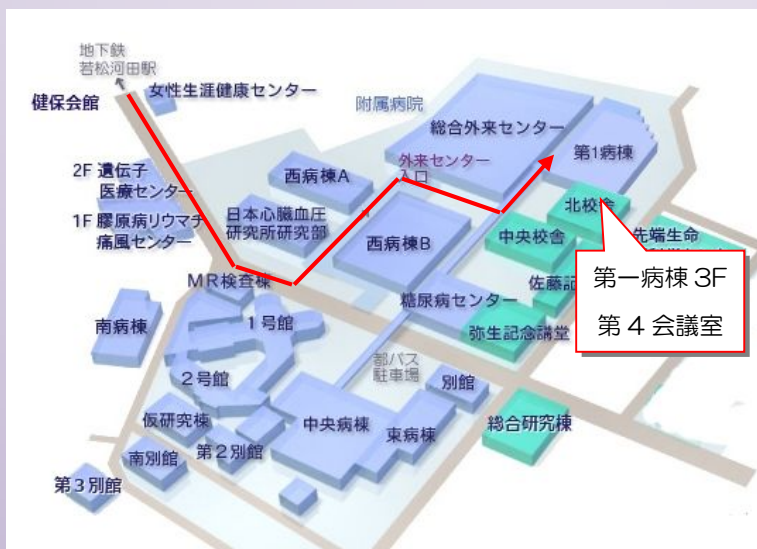 地下鉄
若松河田駅
健保会館
女性生涯健康センター
附属病院
総合外来センター
第1病棟
2F 遺伝子
医療センター
西病棟A
外来センター
入口
1F 膠原病リウマチ
痛風センター
日本心臓血圧
研究所研究部
西病棟B
北校舎
中央校舎
先端生命
佐藤記
第一病棟 3F
第 4 会議室
MR検査棟
糖尿病センター
弥生記念講堂
南病棟
1号館
都バス
駐車場
2号館
別館
仮研究棟
中央病棟
東病棟
総合研究棟
第2別館
南別館
第3別館